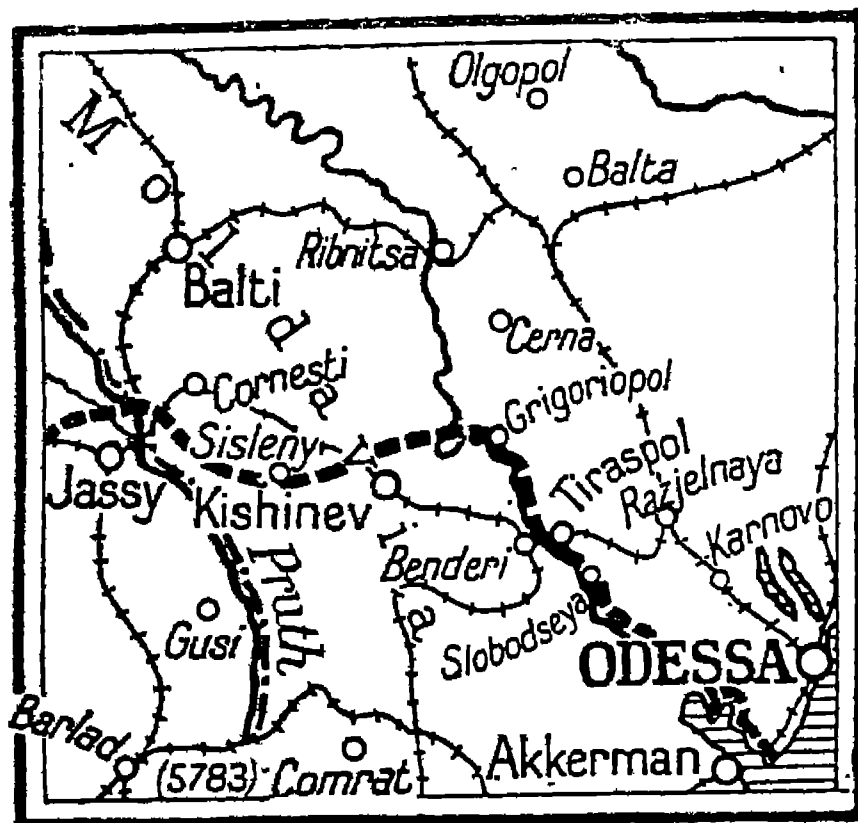 Olgopol
Balta
Moldavia
Ribnitsa
Balti
Cerna
Cornesti
Grigoriopol
Sisleny
Tiraspol
Jassy
Kishinev
Razjelnaya
Karnovo
Benderi
Pruth
Slobodseya
Gusi
ODESSA
Barlad
(5783)
Comrat
Akkerman